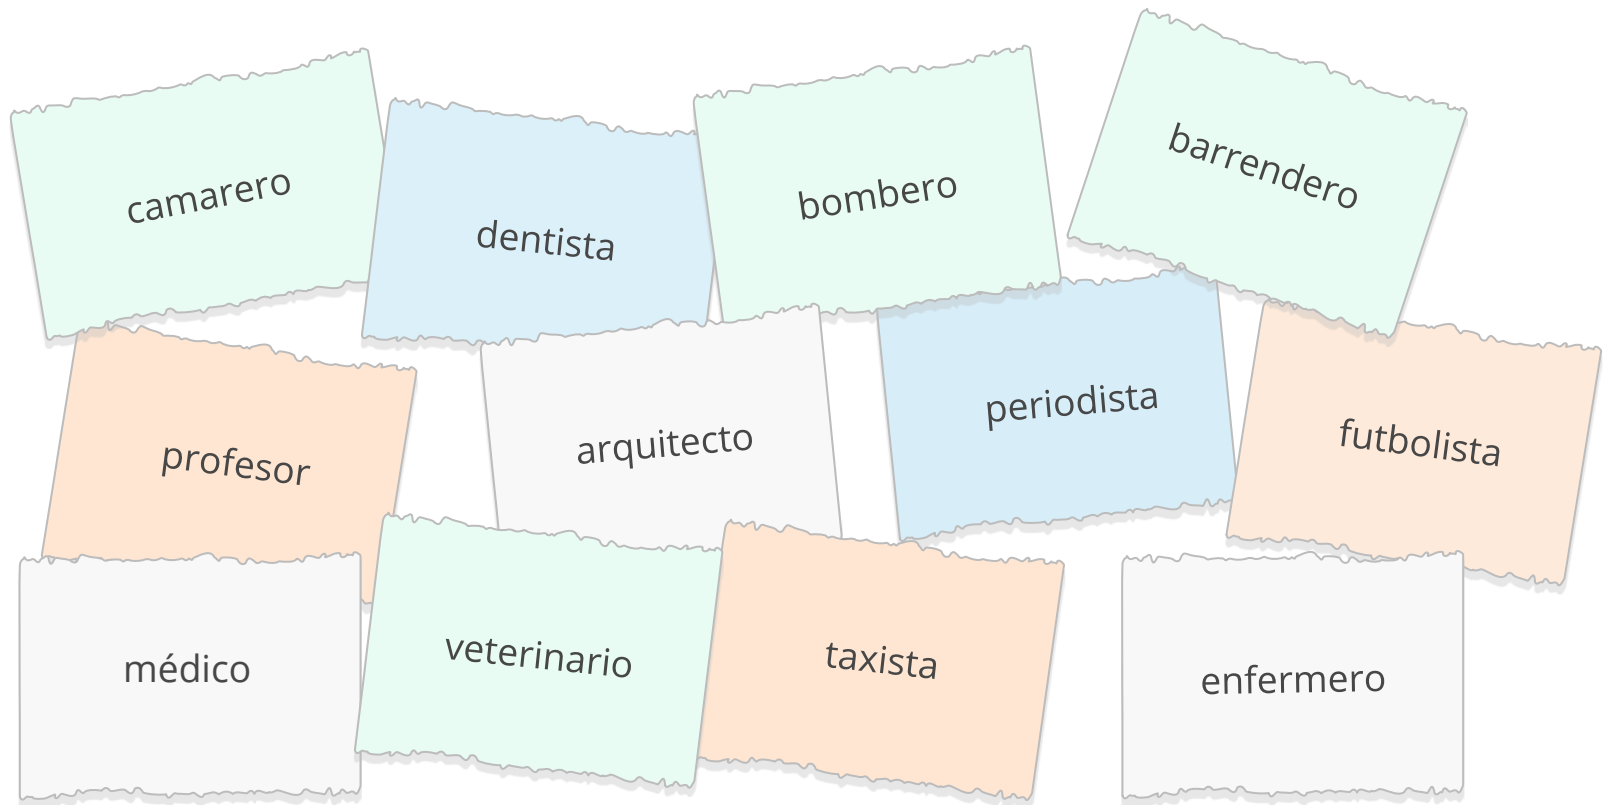 camarero
dentista
bombero
barrendero
profesor
arquitecto
periodista
futbolista
médico
veterinario
taxista
enfermero